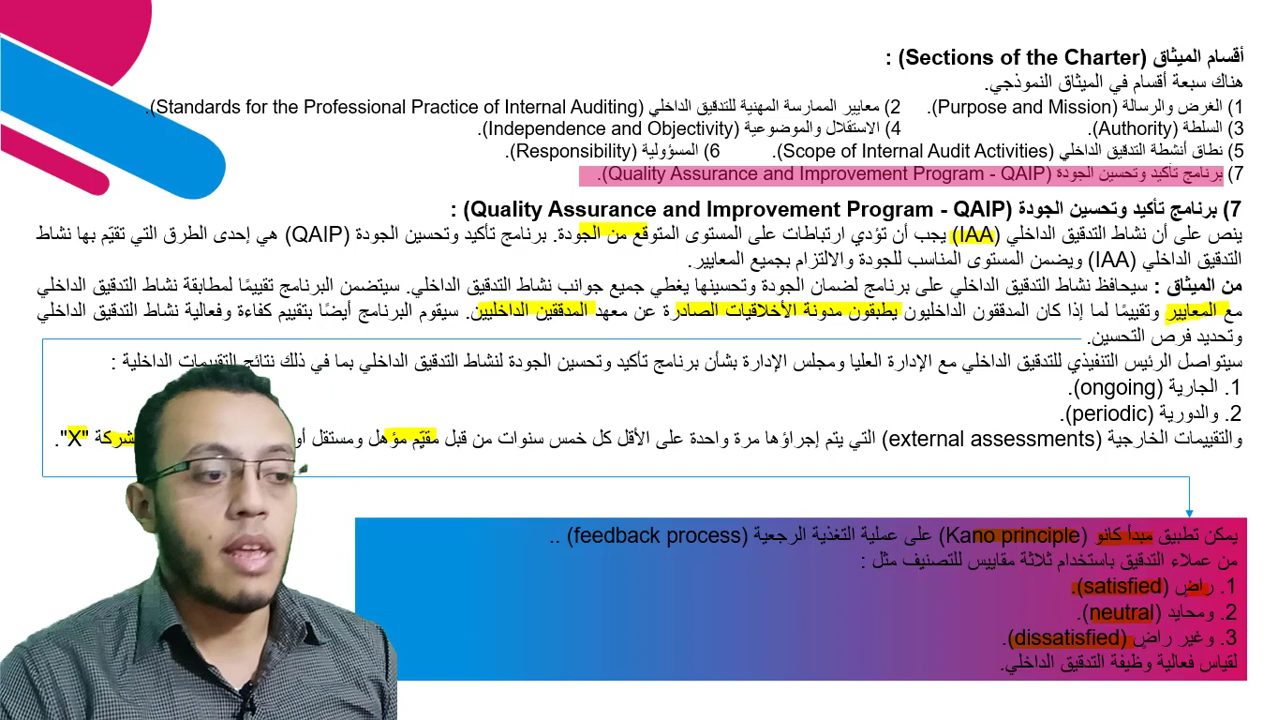 أقسام الميثاق (Sections of the Charter) :
هناك سبعة أقسام في الميثاق النموذجي.
1) الغرض والرسالة (Purpose and Mission). 2) معايير الممارسة المهنية للتدقيق الداخلي (Standards for the Professional Practice of Internal Auditing).
3) السلطة (Authority). 4) الاستقلال والموضوعية (Independence and Objectivity).
5) نطاق أنشطة التدقيق الداخلي (Scope of Internal Audit Activities). 6) المسؤولية (Responsibility).
7) برنامج تأكيد وتحسين الجودة (Quality Assurance and Improvement Program - QAIP).
7) برنامج تأكيد وتحسين الجودة (Quality Assurance and Improvement Program - QAIP) :
ينص على أن نشاط التدقيق الداخلي (IAA) يجب أن تؤدي ارتباطات على المستوى المتوقع من الجودة. برنامج تأكيد وتحسين الجودة (QAIP) هي إحدى الطرق التي تقيّم بها نشاط
التدقيق الداخلي (IAA) ويضمن المستوى المناسب للجودة والالتزام بجميع المعايير.
من الميثاق : سيحافظ نشاط التدقيق الداخلي على برنامج لضمان الجودة وتحسينها يغطي جميع جوانب نشاط التدقيق الداخلي. سيتضمن البرنامج تقييمًا لمطابقة نشاط التدقيق الداخلي
مع المعايير وتقييمًا لما إذا كان المدققون الداخليون يطبقون مدونة الأخلاقيات الصادرة عن معهد المدققين الداخليين. سيقوم البرنامج أيضًا بتقييم كفاءة وفعالية نشاط التدقيق الداخلي
وتحديد فرص التحسين.
سيتواصل الرئيس التنفيذي للتدقيق الداخلي مع الإدارة العليا ومجلس الإدارة بشأن برنامج تأكيد وتحسين الجودة لنشاط التدقيق الداخلي بما في ذلك نتائج التقييمات الداخلية :
1. الجارية (ongoing).
2. والدورية (periodic).
والتقييمات الخارجية (external assessments) التي يتم إجراؤها مرة واحدة على الأقل كل خمس سنوات من قبل مقيّم مؤهل ومستقل أو شركة "X".
يمكن تطبيق مبدأ كانو (Kano principle) على عملية التغذية الرجعية (feedback process) ..
من عملاء التدقيق باستخدام ثلاثة مقاييس للتصنيف مثل :
1. راضٍ (satisfied).
2. ومحايد (neutral).
3. وغير راضٍ (dissatisfied).
لقياس فعالية وظيفة التدقيق الداخلي.